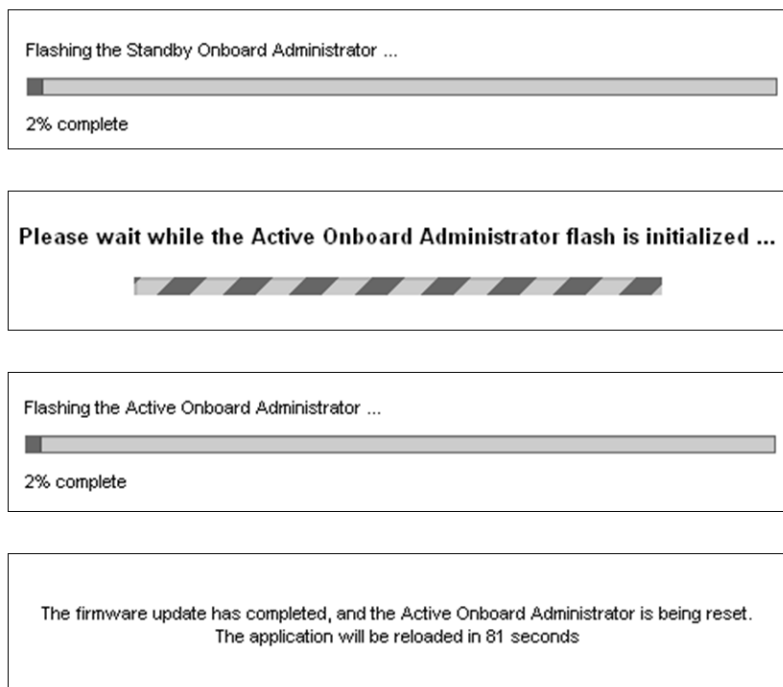 Flashing the Standby Onboard Administrator ...
2% complete
Please wait while the Active Onboard Administrator flash is initialized ...
Flashing the Active Onboard Administrator ...
2% complete
The firmware update has completed, and the Active Onboard Administrator is being reset.
The application will be reloaded in 81 seconds